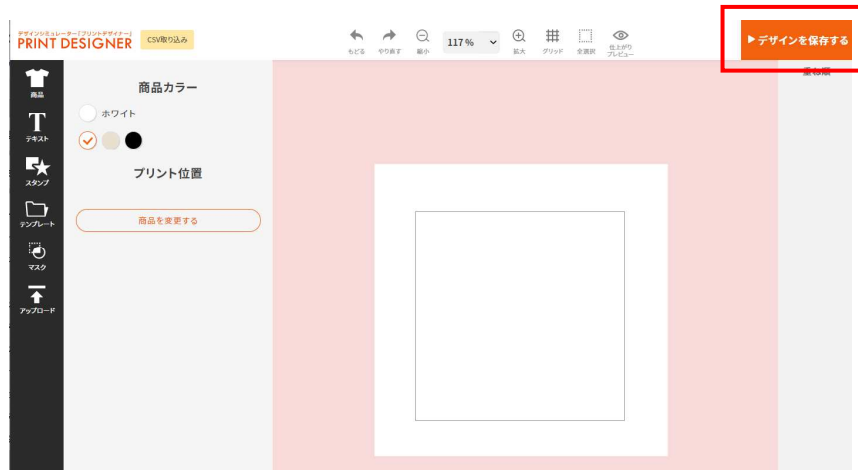 デザインシミュレーター「プリントデザイナー」
PRINT DESIGNER
CSV取り込み
もどる
やり直す
縮小
117 %
拡大
グリッド
全選択
仕上がり
プレビュー
▶デザインを保存する
重ね順
商品
テキスト
スタンプ
テンプレート
マスク
アップロード
商品カラー
ホワイト
プリント位置
商品を変更する